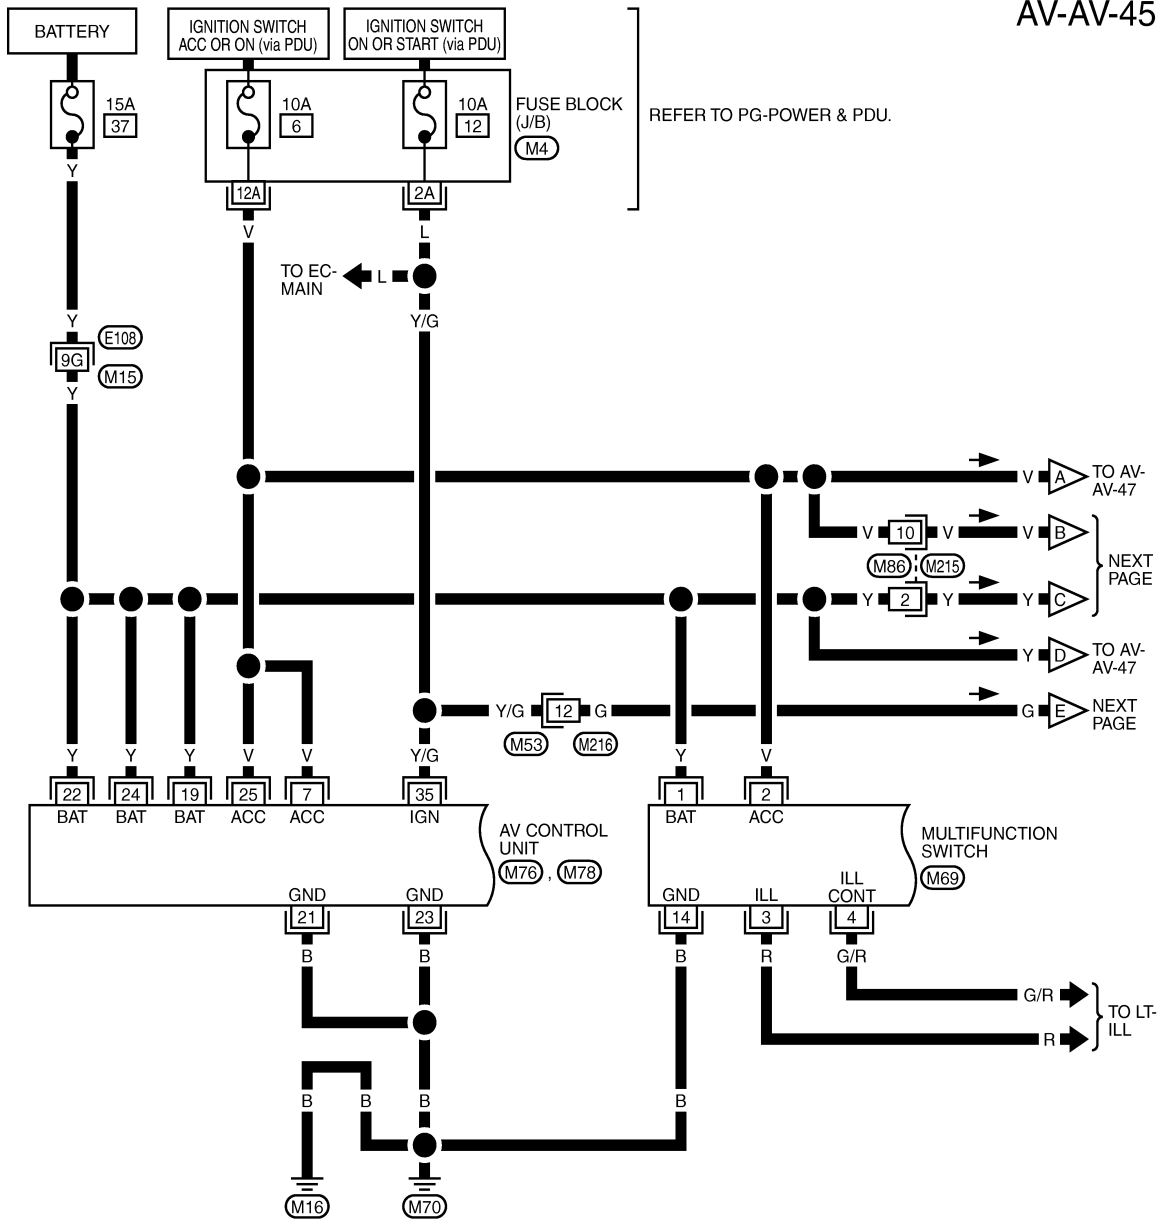 AV-AV-45
BATTERY
IGNITION SWITCH
ACC OR ON (via PDU)
IGNITION SWITCH
ON OR START (via PDU)
15A
37
10A
6
10A
12
FUSE BLOCK
(J/B)
M4
REFER TO PG-POWER & PDU.
Y
12A
2A
V
L
TO EC-
MAIN
L
Y
Y/G
E108
9G
M15
Y
V
A
TO AV-
AV-47
V
10
V
V
B
M86
M215
NEXT
PAGE
Y
2
Y
Y
C
Y
D
TO AV-
AV-47
Y/G
12
G
G
E
NEXT
PAGE
M53
M216
Y
Y
Y
V
V
Y/G
Y
V
22
24
19
25
7
35
1
2
BAT
BAT
BAT
ACC
ACC
IGN
BAT
ACC
AV CONTROL
UNIT
M76 , M78
MULTIFUNCTION
SWITCH
M69
GND
GND
GND
ILL
ILL
CONT
21
23
14
3
4
B
B
B
R
G/R
G/R
R
TO LT-
ILL
B
B
B
B
M16
M70